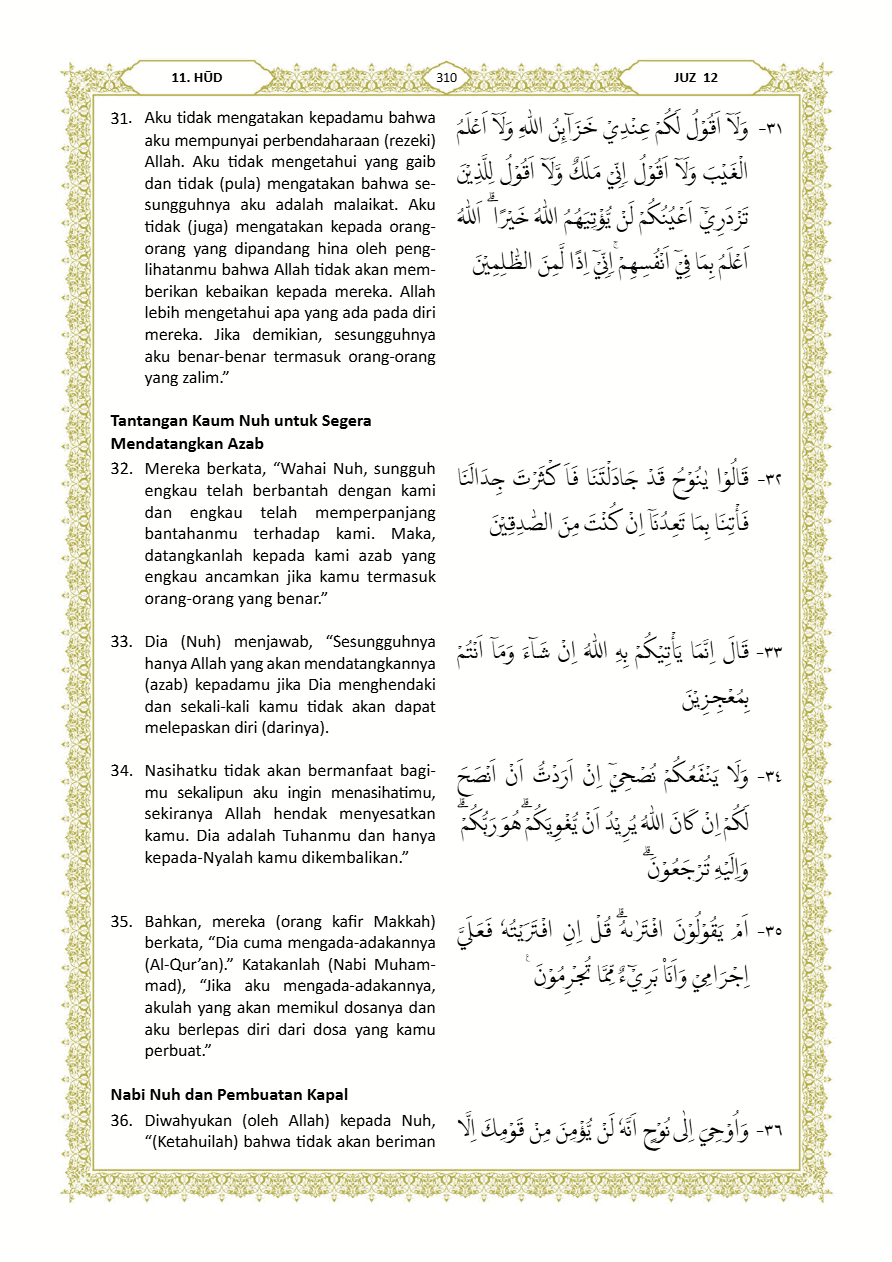 11. HŪD
310
JUZ 12
31. Aku tidak mengatakan kepadamu bahwa
aku mempunyai perbendaharaan (rezeki)
Allah. Aku tidak mengetahui yang gaib
dan tidak (pula) mengatakan bahwa se-
sungguhnya aku adalah malaikat. Aku
tidak (juga) mengatakan kepada orang-
orang yang dipandang hina oleh peng-
lihatanmu bahwa Allah tidak akan mem-
berikan kebaikan kepada mereka. Allah
lebih mengetahui apa yang ada pada diri
mereka. Jika demikian, sesungguhnya
aku benar-benar termasuk orang-orang
yang zalim.”
٣١- وَلَآ اَقُوْلُ لَكُمْ عِنْدِيْ خَزَاۤىِٕنُ اللّٰهِ وَلَآ اَعْلَمُ
الْغَيْبَ وَلَآ اَقُوْلُ اِنِّيْ مَلَكٌ وَلَآ اَقُوْلُ لِلَّذِيْنَ
تَزْدَرِيْٓ اَعْيُنُكُمْ لَنْ يُّؤْتِيَهُمُ اللّٰهُ خَيْرًا ۗ اَللّٰهُ
اَعْلَمُ بِمَا فِيْٓ اَنْفُسِهِمْ ۚاِنِّيْٓ اِذًا لَّمِنَ الظّٰلِمِيْنَ
Tantangan Kaum Nuh untuk Segera
Mendatangkan Azab
32. Mereka berkata, “Wahai Nuh, sungguh
engkau telah berbantah dengan kami
dan engkau telah memperpanjang
bantahanmu terhadap kami. Maka,
datangkanlah kepada kami azab yang
engkau ancamkan jika kamu termasuk
orang-orang yang benar.”
٣٢- قَالُوْا يٰنُوْحُ قَدْ جَادَلْتَنَا فَاَكْثَرْتَ جِدَالَنَا
فَأْتِنَا بِمَا تَعِدُنَآ اِنْ كُنْتَ مِنَ الصّٰدِقِيْنَ
33. Dia (Nuh) menjawab, “Sesungguhnya
hanya Allah yang akan mendatangkannya
(azab) kepadamu jika Dia menghendaki
dan sekali-kali kamu tidak akan dapat
melepaskan diri (darinya).
٣٣- قَالَ اِنَّمَا يَأْتِيْكُمْ بِهِ اللّٰهُ اِنْ شَاۤءَ وَمَآ اَنْتُمْ
بِمُعْجِزِيْنَ
34. Nasihatku tidak akan bermanfaat bagi-
mu sekalipun aku ingin menasihatimu,
sekiranya Allah hendak menyesatkan
kamu. Dia adalah Tuhanmu dan hanya
kepada-Nyalah kamu dikembalikan.”
٣٤- وَلَا يَنْفَعُكُمْ نُصْحِيْٓ اِنْ اَرَدْتُّ اَنْ اَنْصَحَ
لَكُمْ اِنْ كَانَ اللّٰهُ يُرِيْدُ اَنْ يُّغْوِيَكُمْ ۗهُوَ رَبُّكُمْ ۗ
وَاِلَيْهِ تُرْجَعُوْنَ ۗ
35. Bahkan, mereka (orang kafir Makkah)
berkata, “Dia cuma mengada-adakannya
(Al-Qur’an).” Katakanlah (Nabi Muham-
mad), “Jika aku mengada-adakannya,
akulah yang akan memikul dosanya dan
aku berlepas diri dari dosa yang kamu
perbuat.”
٣٥- اَمْ يَقُوْلُوْنَ افْتَرٰىهُ ۗ قُلْ اِنِ افْتَرَيْتُهٗ فَعَلَيَّ
اِجْرَامِيْ وَاَنَا۠ بَرِيْۤءٌ مِّمَّا تُجْرِمُوْنَ ࣖ
Nabi Nuh dan Pembuatan Kapal
36. Diwahyukan (oleh Allah) kepada Nuh,
“(Ketahuilah) bahwa tidak akan beriman
٣٦- وَاُوْحِيَ اِلٰى نُوْحٍ اَنَّهٗ لَنْ يُّؤْمِنَ مِنْ قَوْمِكَ اِلَّا